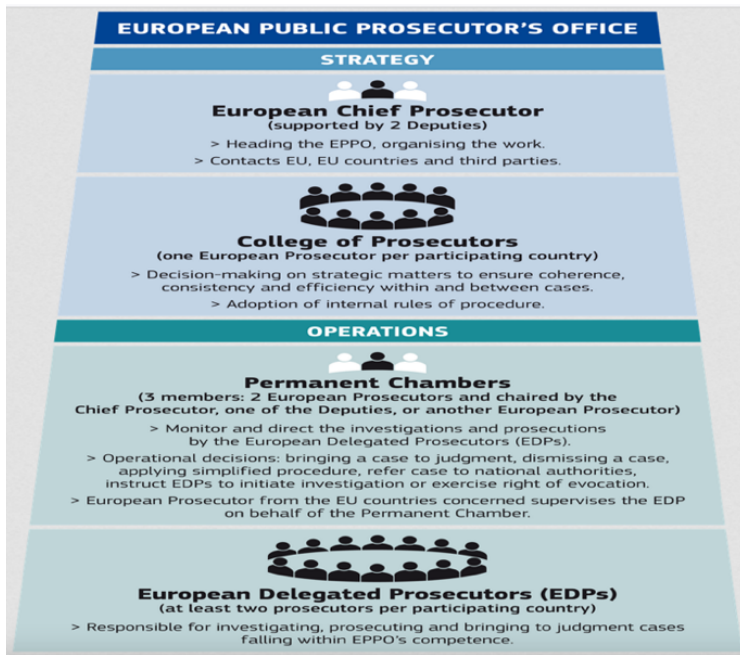 EUROPEAN PUBLIC PROSECUTOR'S OFFICE
STRATEGY
European Chief Prosecutor
(supported by 2 Deputies)
> Heading the EPPO, organising the work.
> Contacts EU, EU countries and third parties.
College of Prosecutors
(one European Prosecutor per participating country)
> Decision-making on strategic matters to ensure coherence,
consistency and efficiency within and between cases.
> Adoption of internal rules of procedure.
OPERATIONS
Permanent Chambers
(3 members: 2 European Prosecutors and chaired by the
Chief Prosecutor, one of the Deputies, or another European Prosecutor)
> Monitor and direct the investigations and prosecutions
by the European Delegated Prosecutors (EDPs).
> Operational decisions: bringing a case to judgment, dismissing a case,
applying simplified procedure, refer case to national authorities,
instruct EDPs to initiate investigation or exercise right of evocation.
> European Prosecutor from the EU countries concerned supervises the EDP
on behalf of the Permanent Chamber.
European Delegated Prosecutors (EDPs)
(at least two prosecutors per participating country)
> Responsible for investigating, prosecuting and bringing to judgment cases
falling within EPPO's competence.